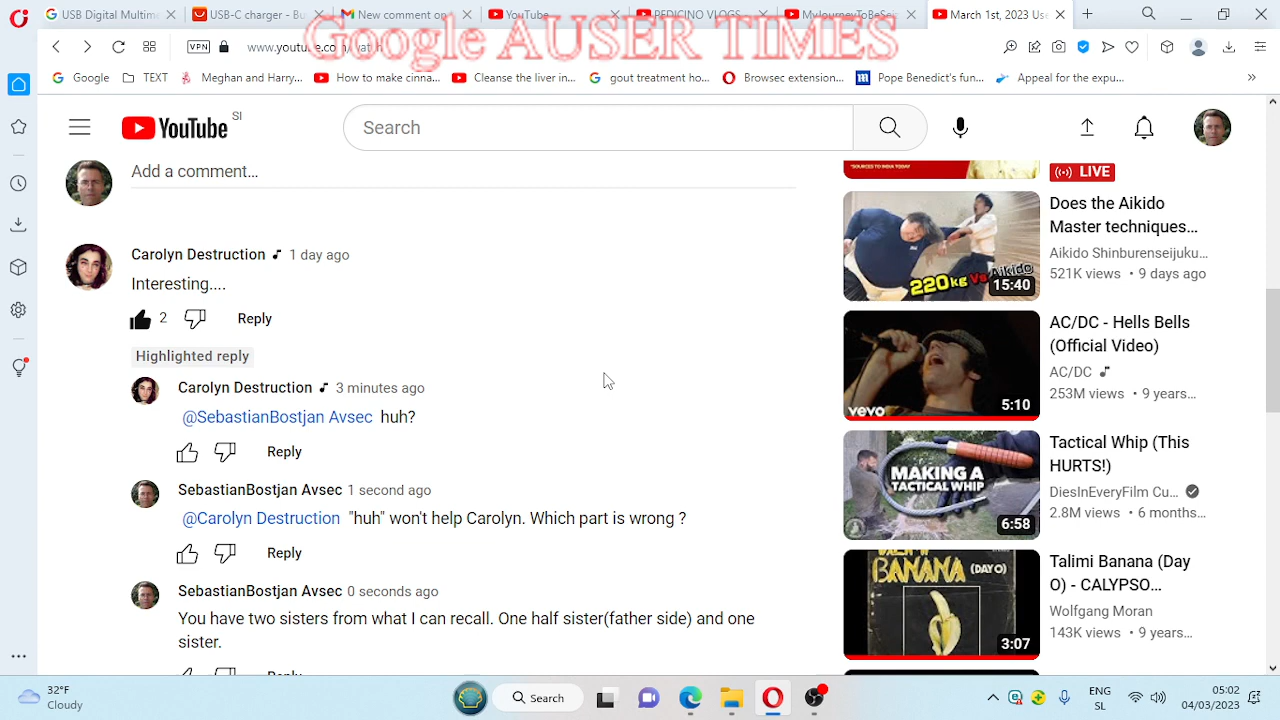 USB Digital Multim
USB charger - Bu
New comment on
YouTube
PEDICINO VLOGS
MyJourneyToBeSei
March 1st, 2023 S
Google AUSER TIMES
VPN
www.youtube.com/watch
Google
TEXT
Meghan and Harry...
How to make canna...
Cleanse the liver in...
gout treatment ho...
Browsec extension...
Pope Benedict's fun...
Appeal for the expu...
YouTube SI
Search
Add a comment...
Carolyn Destruction 1 day ago
Interesting....
2 Reply
Highlighted reply
Carolyn Destruction 3 minutes ago
@SebastianBostjan Avsec huh?
Reply
SebastianBostjan Avsec 1 second ago
@Carolyn Destruction "huh" won't help Carolyn. Which part is wrong ?
Reply
SebastianBostjan Avsec 0 seconds ago
You have two sisters from what I can recall. One half sister(father side) and one
sister.
*SOURCES TO INDIA TODAY
LIVE
220kg Vs Aikido
15:40
Does the Aikido
Master techniques...
Aikido Shinburenseijuku...
521K views • 9 days ago
vevo
5:10
AC/DC - Hells Bells
(Official Video)
AC/DC
253M views • 9 years...
MAKING A
TACTICAL WHIP
6:58
Tactical Whip (This
HURTS!)
DiesInEveryFilm Cu...
2.8M views • 6 months...
BANANA (DAY O)
3:07
Talimi Banana (Day
O) - CALYPSO...
Wolfgang Moran
143K views • years...
32°F
Cloudy
Search
ENG
SL
05:02
04/03/2023